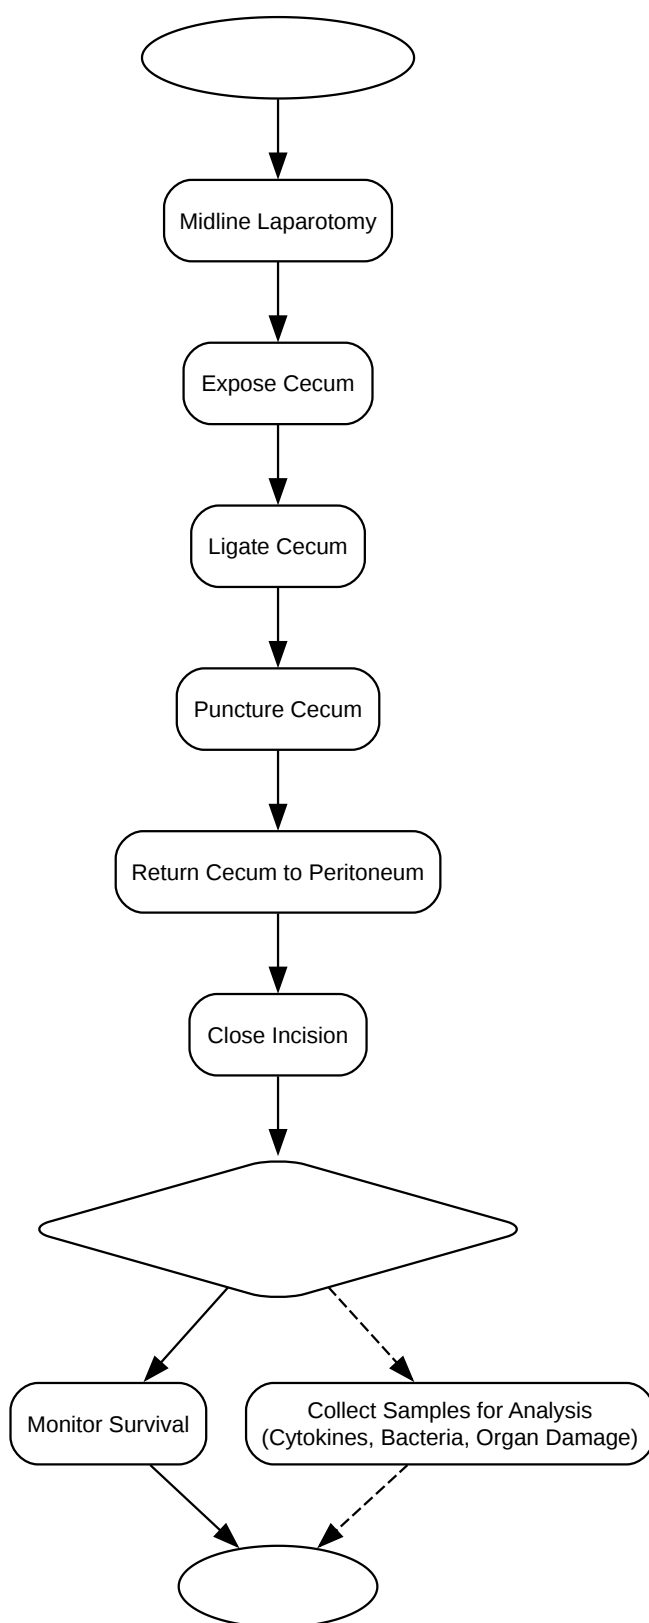 Midline Laparotomy
Expose Cecum
Ligate Cecum
Puncture Cecum
Return Cecum to Peritoneum
Close Incision
Monitor Survival
Collect Samples for Analysis
(Cytokines, Bacteria, Organ Damage)